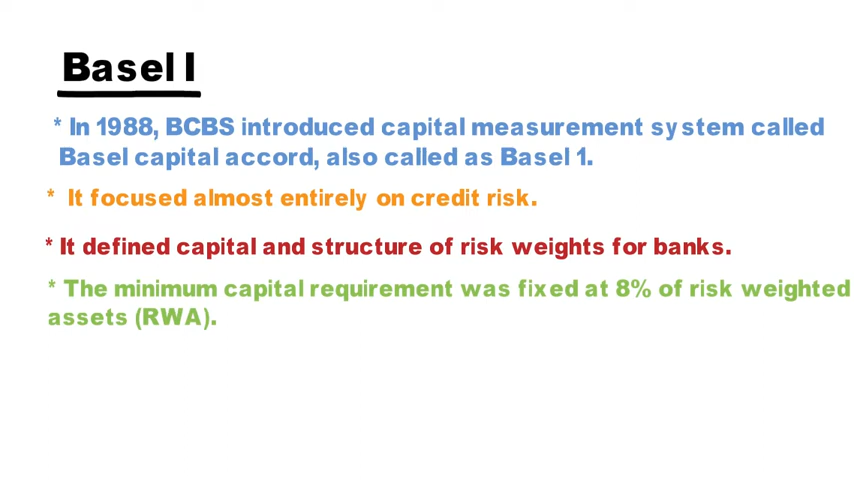 Basel I
* In 1988, BCBS introduced capital measurement system called
Basel capital accord, also called as Basel 1.
* It focused almost entirely on credit risk.
* It defined capital and structure of risk weights for banks.
* The minimum capital requirement was fixed at 8% of risk weighted
assets (RWA).